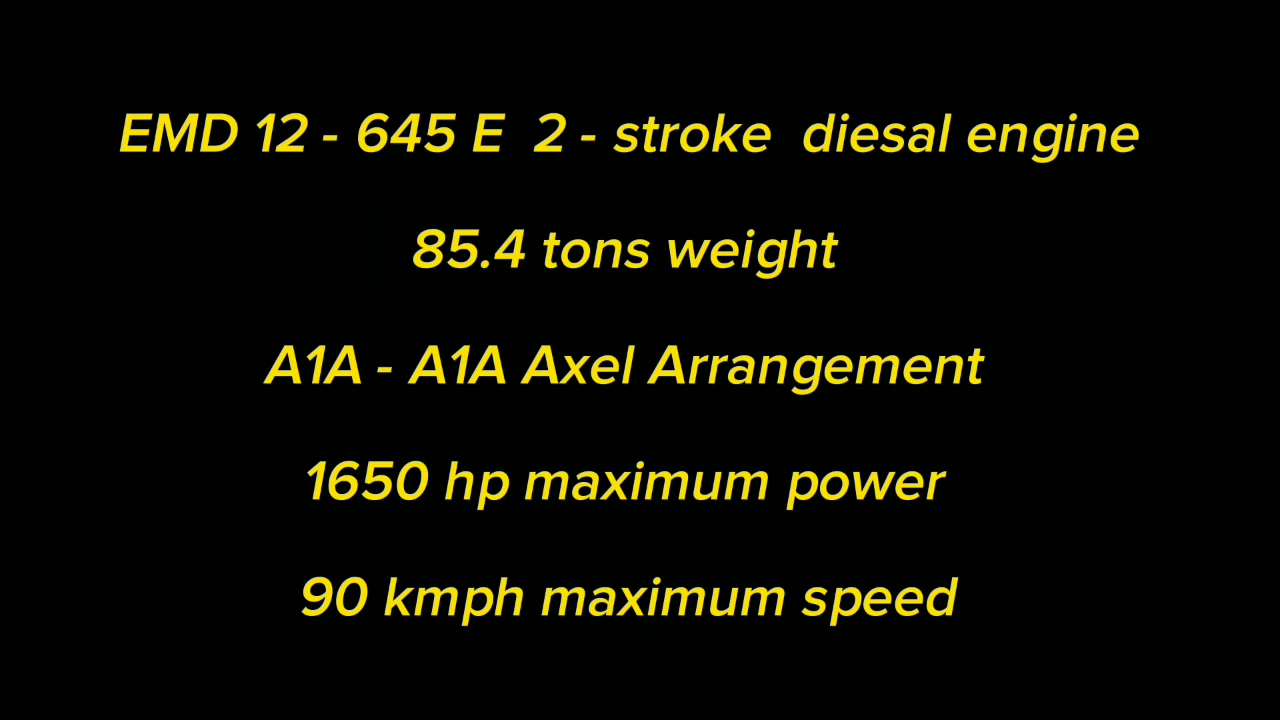 EMD 12 - 645 E 2 - stroke diesal engine
85.4 tons weight
A1A - A1A Axel Arrangement
1650 hp maximum power
90 kmph maximum speed